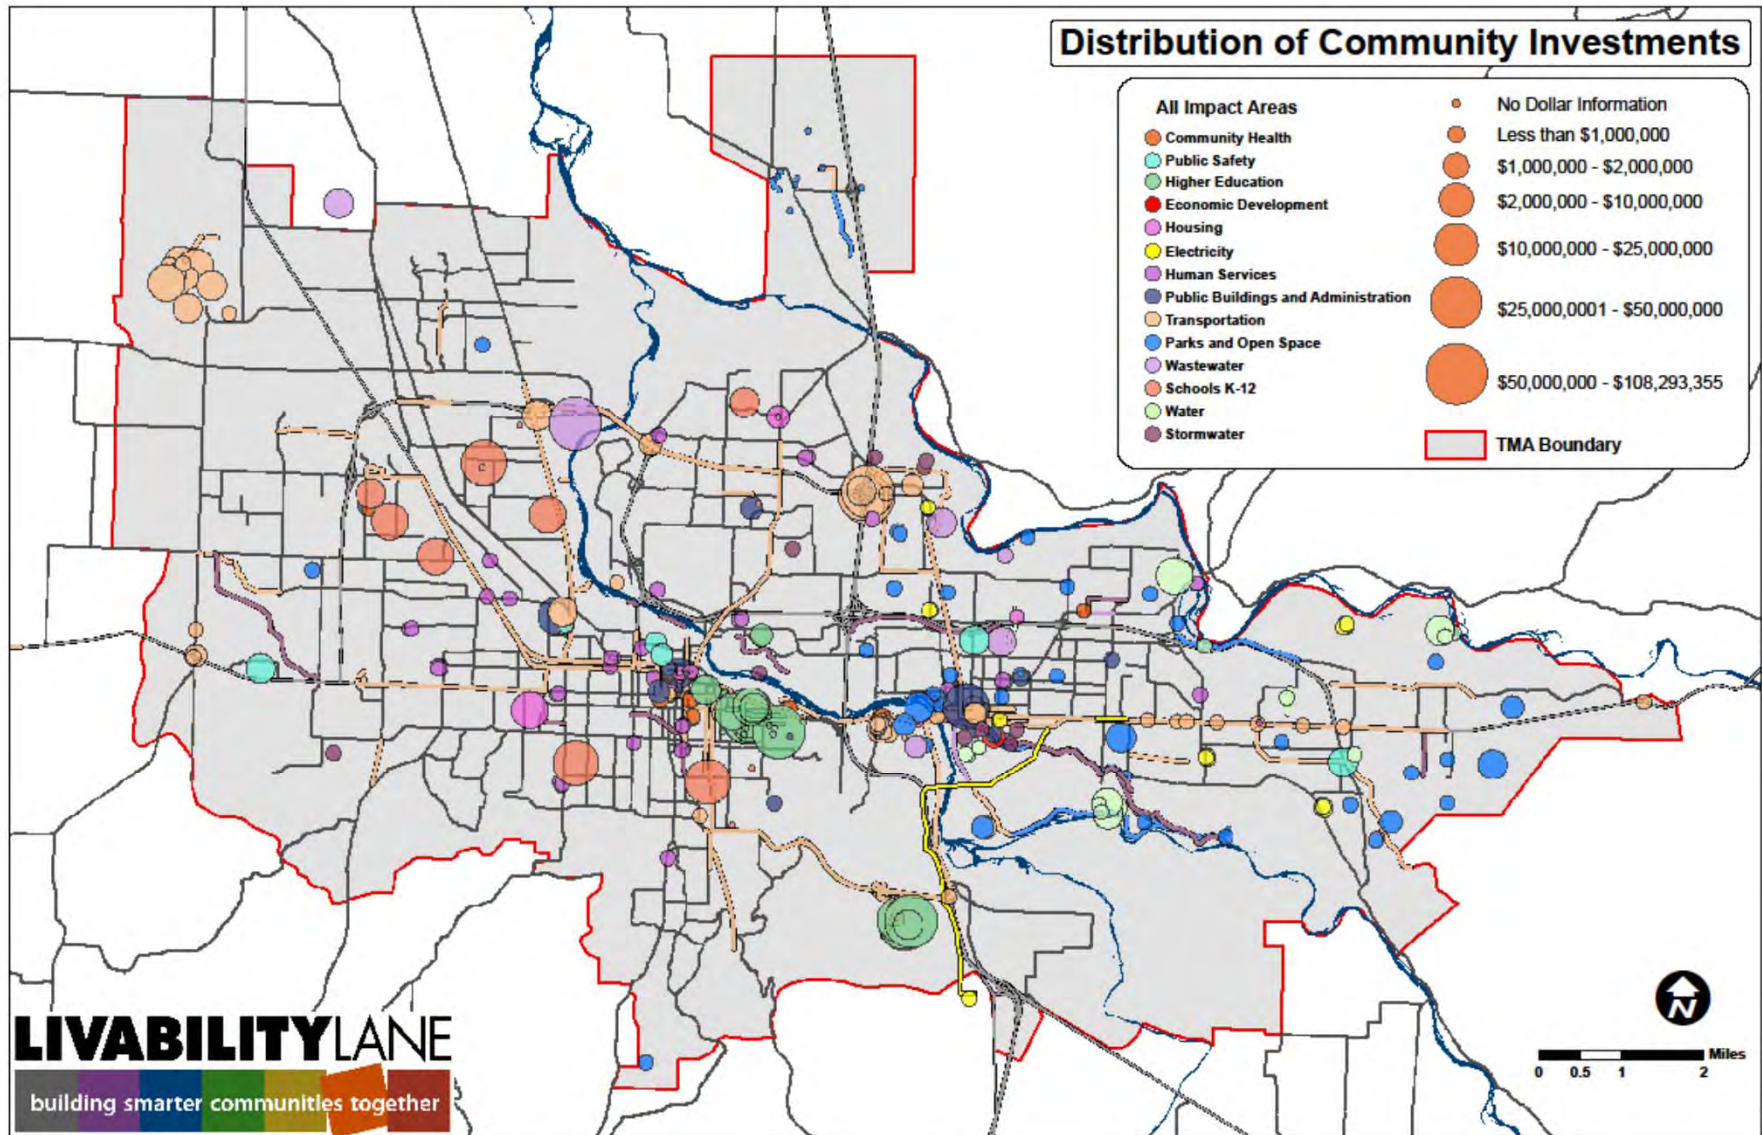 Distribution of Community Investments
All Impact Areas
Community Health
Public Safety
Higher Education
Economic Development
Housing
Electricity
Human Services
Public Buildings and Administration
Transportation
Parks and Open Space
Wastewater
Schools K-12
Water
Stormwater
No Dollar Information
Less than $1,000,000
$1,000,000 - $2,000,000
$2,000,000 - $10,000,000
$10,000,000 - $25,000,000
$25,000,0001 - $50,000,000
$50,000,000 - $108,293,355
TMA Boundary
N
Miles
0 0.5 1 2
LIVABILITYLANE
building smarter communities together